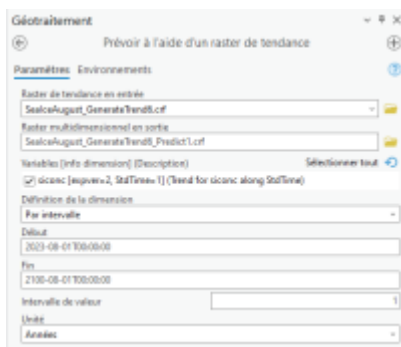 Géotraitement
Prévoir à l'aide d'un raster de tendance
Paramètres Environnements
Raster de tendance en entrée
SeaIceAugust_GenerateTrend8.crf
Raster multidimensionnel en sortie
SeaIceAugust_GenerateTrend8_Predict1.crf
Variables [Info dimension] (Description) Sélectionner tout
siconc [expver=2, StdTime=1] (Trend for siconc along StdTime)
Définition de la dimension
Par intervalle
Début
2023-08-01T00:00:00
Fin
2100-08-01T00:00:00
Intervalle de valeur 1
Unité
Années